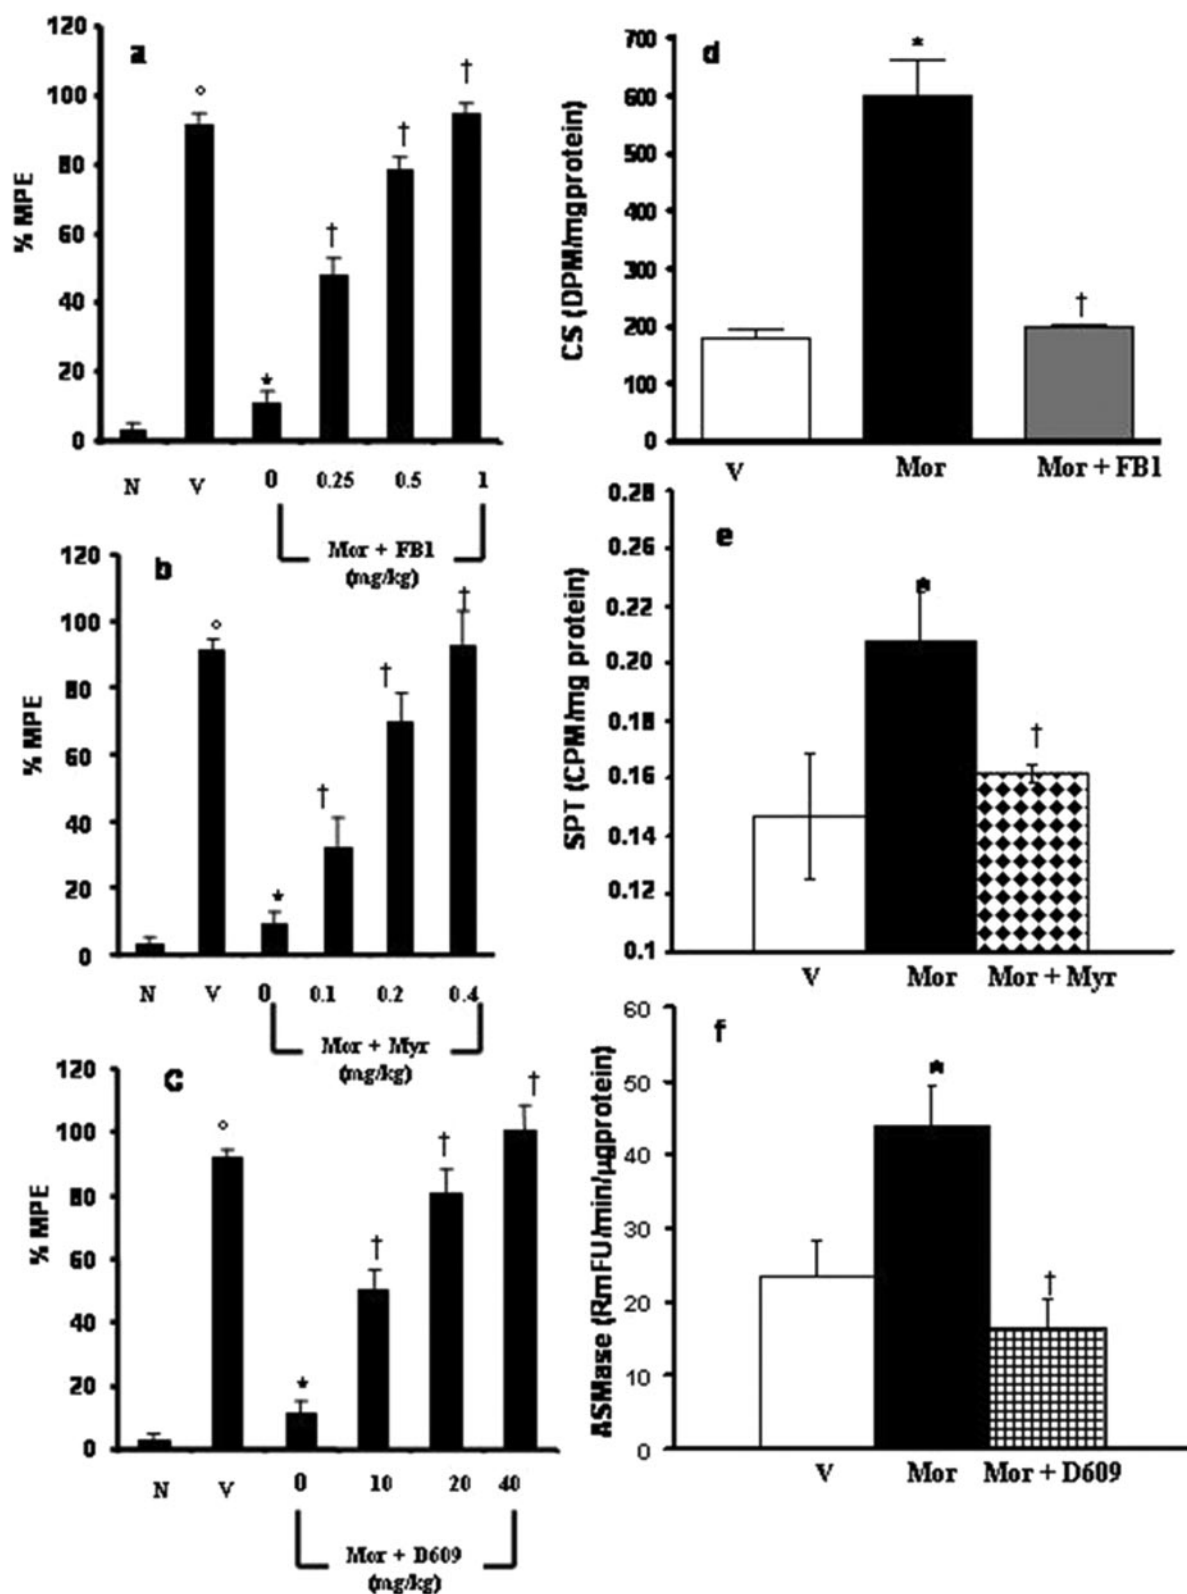 a
% MPE
120
100
80
60
40
20
0
°
*
†
†
†
N V 0 0.25 0.5 1
Mor + FB1
(mg/kg)
b
% MPE
120
100
80
60
40
20
0
°
*
†
†
†
N V 0 0.1 0.2 0.4
Mor + Myr
(mg/kg)
c
% MPE
120
100
80
60
40
20
0
°
*
†
†
†
N V 0 10 20 40
Mor + D609
(mg/kg)
d
CS (DPM/mgprotein)
700
600
500
400
300
200
100
0
*
†
V Mor Mor + FB1
e
SPT (CPM/mg protein)
0.28
0.26
0.22
0.20
0.18
0.16
0.14
0.12
0.1
*
†
V Mor Mor + Myr
f
ASMase (RmFU/min/µgprotein)
60
50
40
30
20
10
0
*
†
V Mor Mor + D609